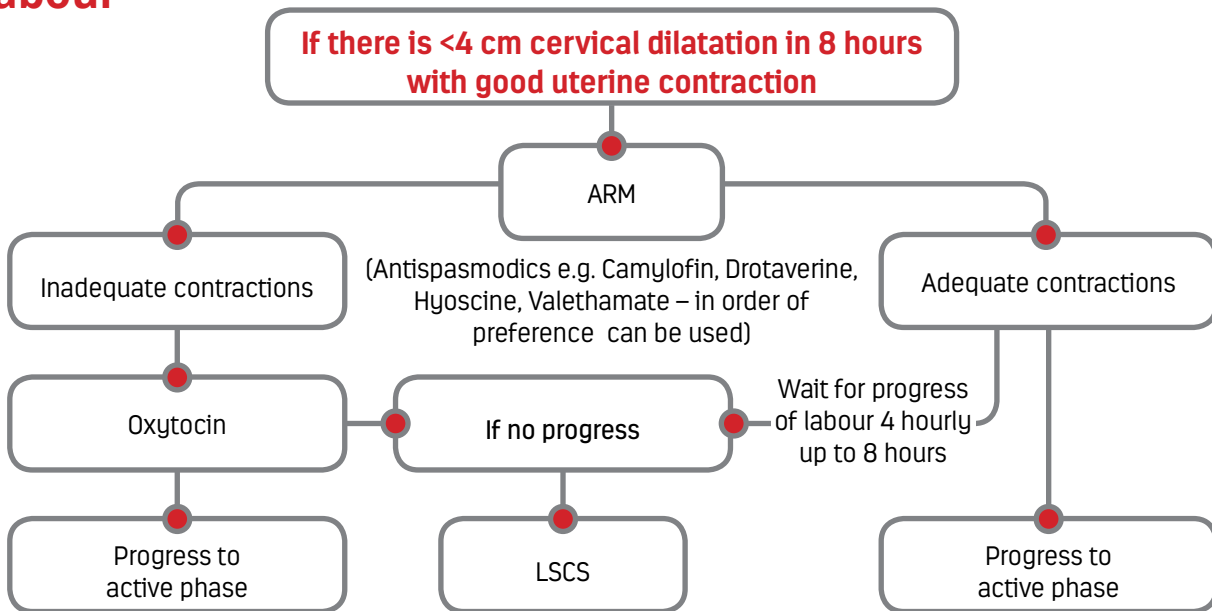 If there is <4 cm cervical dilatation in 8 hours
with good uterine contraction
ARM
Inadequate contractions
(Antispasmodics e.g. Camylofin, Drotaverine,
Hyoscine, Valethamate – in order of
preference can be used)
Adequate contractions
Oxytocin
If no progress
Wait for progress
of labour 4 hourly
up to 8 hours
Progress to
active phase
LSCS
Progress to
active phase